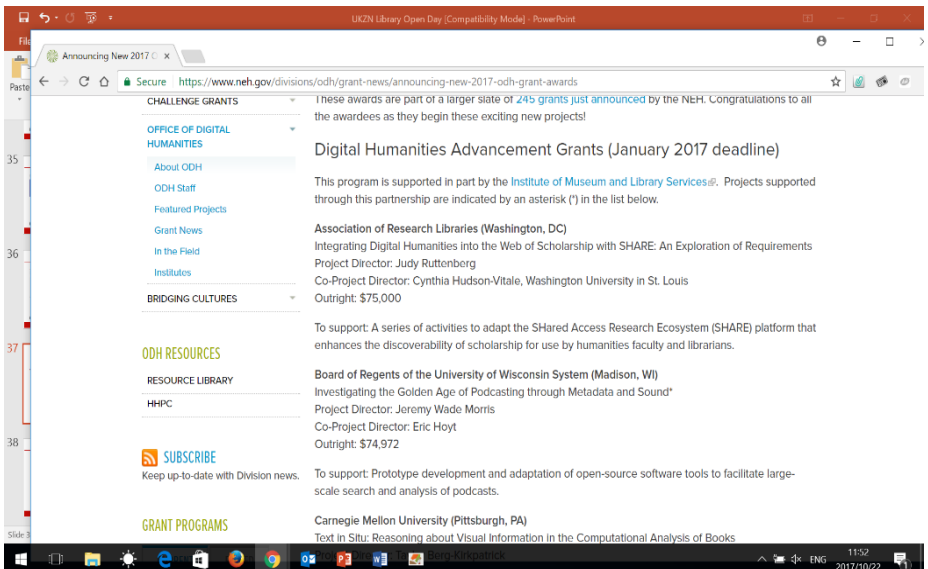 UKZN Library Open Day [Compatibility Mode] - PowerPoint
File
Paste
Announcing New 2017 O
Secure https://www.neh.gov/divisions/odh/grant-news/announcing-new-2017-odh-grant-awards
35
36
37
38
CHALLENGE GRANTS
OFFICE OF DIGITAL
HUMANITIES
About ODH
ODH Staff
Featured Projects
Grant News
In the Field
Institutes
BRIDGING CULTURES
ODH RESOURCES
RESOURCE LIBRARY
HHPC
SUBSCRIBE
Keep up-to-date with Division news.
GRANT PROGRAMS
These awards are part of a larger slate of 245 grants just announced by the NEH. Congratulations to all
the awardees as they begin these exciting new projects!
Digital Humanities Advancement Grants (January 2017 deadline)
This program is supported in part by the Institute of Museum and Library Services. Projects supported
through this partnership are indicated by an asterisk (*) in the list below.
Association of Research Libraries (Washington, DC)
Integrating Digital Humanities into the Web of Scholarship with SHARE: An Exploration of Requirements
Project Director: Judy Ruttenberg
Co-Project Director: Cynthia Hudson-Vitale, Washington University in St. Louis
Outright: $75,000
To support: A series of activities to adapt the SHared Access Research Ecosystem (SHARE) platform that
enhances the discoverability of scholarship for use by humanities faculty and librarians.
Board of Regents of the University of Wisconsin System (Madison, WI)
Investigating the Golden Age of Podcasting through Metadata and Sound*
Project Director: Jeremy Wade Morris
Co-Project Director: Eric Hoyt
Outright: $74,972
To support: Prototype development and adaptation of open-source software tools to facilitate large-
scale search and analysis of podcasts.
Carnegie Mellon University (Pittsburgh, PA)
Text in Situ: Reasoning about Visual Information in the Computational Analysis of Books
Berg-Kirkpatrick
Slide 3
ENG
11:52
2017/10/22